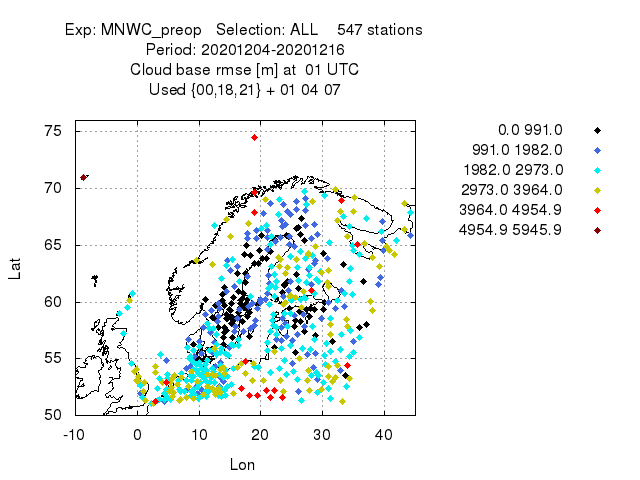 Exp: MNWC_preop   Selection: ALL    547 stations
Period: 20201204-20201216
Cloud base rmse [m] at  01 UTC
Used {00,18,21} + 01 04 07
0.0 991.0
991.0 1982.0
1982.0 2973.0
2973.0 3964.0
3964.0 4954.9
4954.9 5945.9
75
70
65
60
55
50
Lat
-10 0 10 20 30 40
Lon